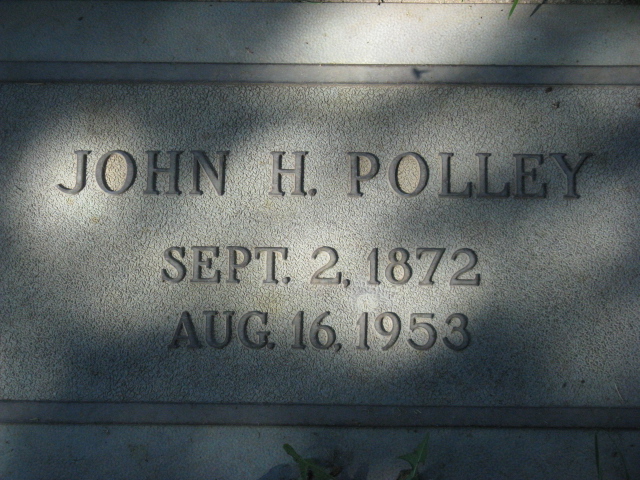 JOHN H. POLLEY
SEPT. 2, 1872
AUG. 16, 1953